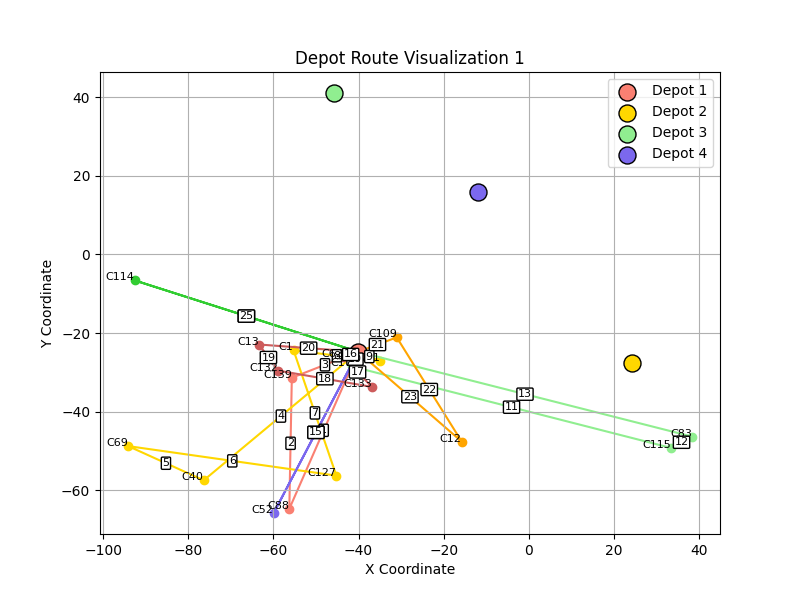 Depot Route Visualization 1
Depot 1
Depot 2
Depot 3
Depot 4
40
20
0
−20
−40
−60
−100
−80
−60
−40
−20
0
20
40
X Coordinate
Y Coordinate
C114
25
C109
C13
C1
20
21
16
19
3
9
C132
C139
18
17
C133
22
23
13
11
4
7
15
2
C12
C83
C115
12
C69
5
6
C40
C127
C52
C88